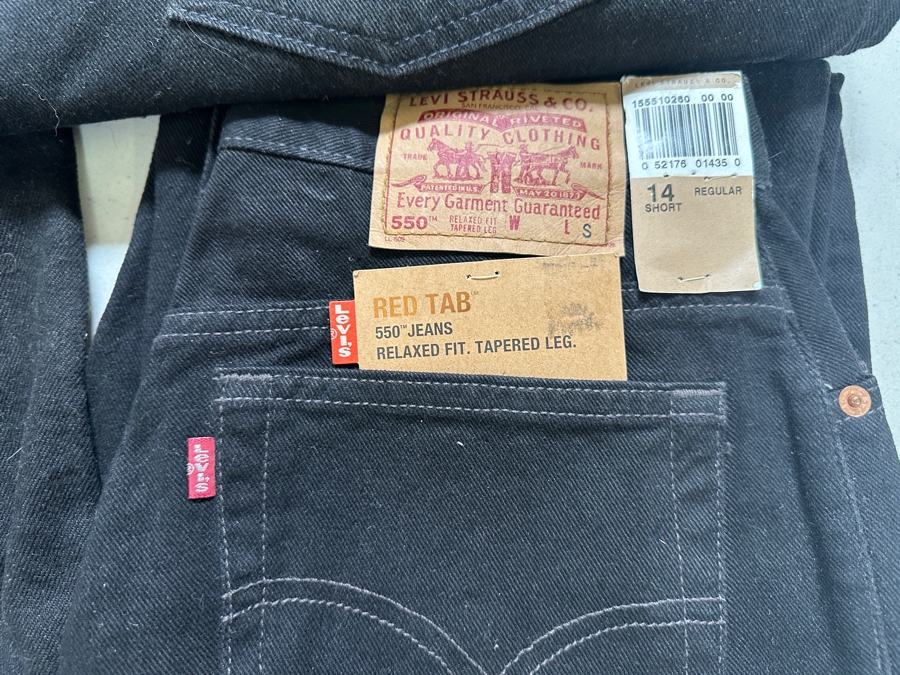 LEVI STRAUSS & CO.
SAN FRANCISCO, CAL.
ORIGINAL RIVETED
QUALITY CLOTHING
TRADE MARK
PATENTED IN U.S. MAY 20 1873
Every Garment Guaranteed
550™ RELAXED FIT W L S
TAPERED LEG
LEVI STRAUSS & CO.
155510260 00 00
0 52176 01435 0
14 REGULAR
SHORT
RED TAB™
550™ JEANS
RELAXED FIT. TAPERED LEG.
Levi's
®
LEVI'S
®